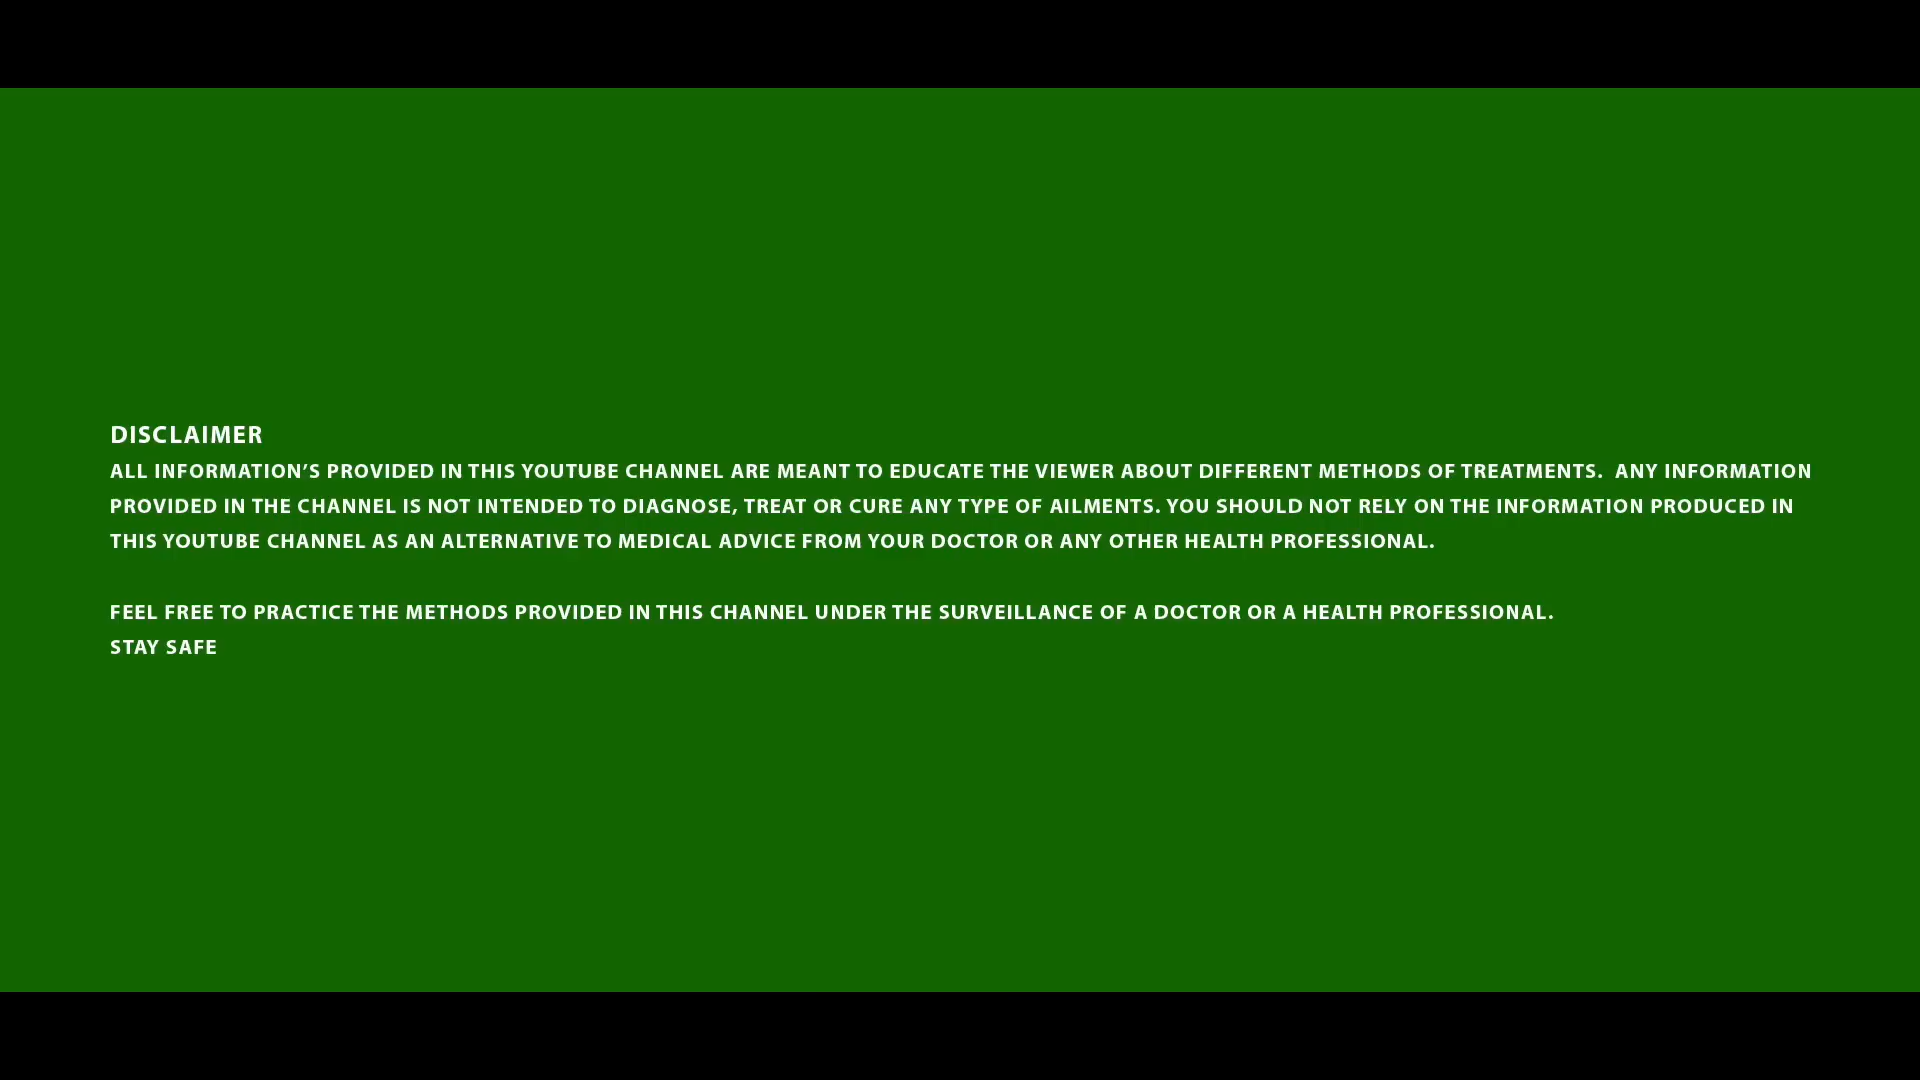 DISCLAIMER
ALL INFORMATION’S PROVIDED IN THIS YOUTUBE CHANNEL ARE MEANT TO EDUCATE THE VIEWER ABOUT DIFFERENT METHODS OF TREATMENTS.  ANY INFORMATION
PROVIDED IN THE CHANNEL IS NOT INTENDED TO DIAGNOSE, TREAT OR CURE ANY TYPE OF AILMENTS. YOU SHOULD NOT RELY ON THE INFORMATION PRODUCED IN
THIS YOUTUBE CHANNEL AS AN ALTERNATIVE TO MEDICAL ADVICE FROM YOUR DOCTOR OR ANY OTHER HEALTH PROFESSIONAL.
FEEL FREE TO PRACTICE THE METHODS PROVIDED IN THIS CHANNEL UNDER THE SURVEILLANCE OF A DOCTOR OR A HEALTH PROFESSIONAL.
STAY SAFE